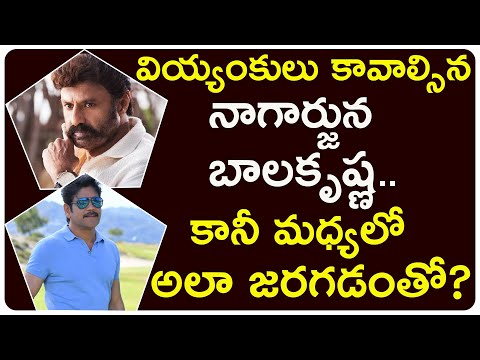 వియ్యంకులు కావాల్సిన
నాగార్జున
బాలకృష్ణ..
కానీ మధ్యలో
అలా జరగడంతో?